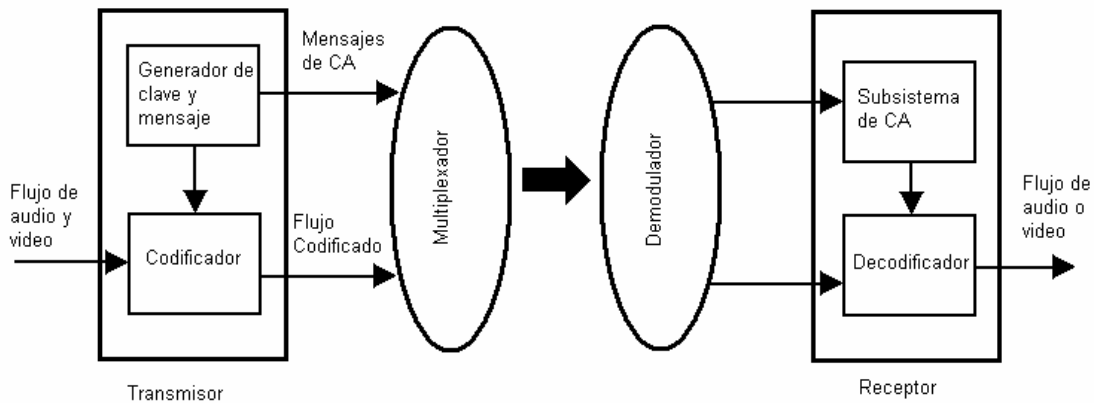 Generador de
clave y
mensaje
Mensajes
de CA
Flujo de
audio y
video
Codificador
Flujo
Codificado
Multiplexador
Demodulador
Subsistema
de CA
Decodificador
Flujo de
audio o
video
Transmisor
Receptor